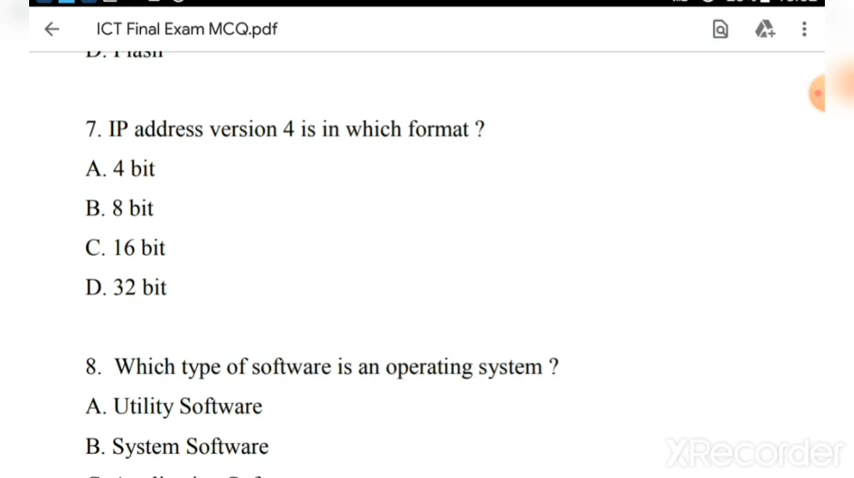 ICT Final Exam MCQ.pdf
D. Flash
7. IP address version 4 is in which format ?
A. 4 bit
B. 8 bit
C. 16 bit
D. 32 bit
8. Which type of software is an operating system ?
A. Utility Software
B. System Software
XRecorder